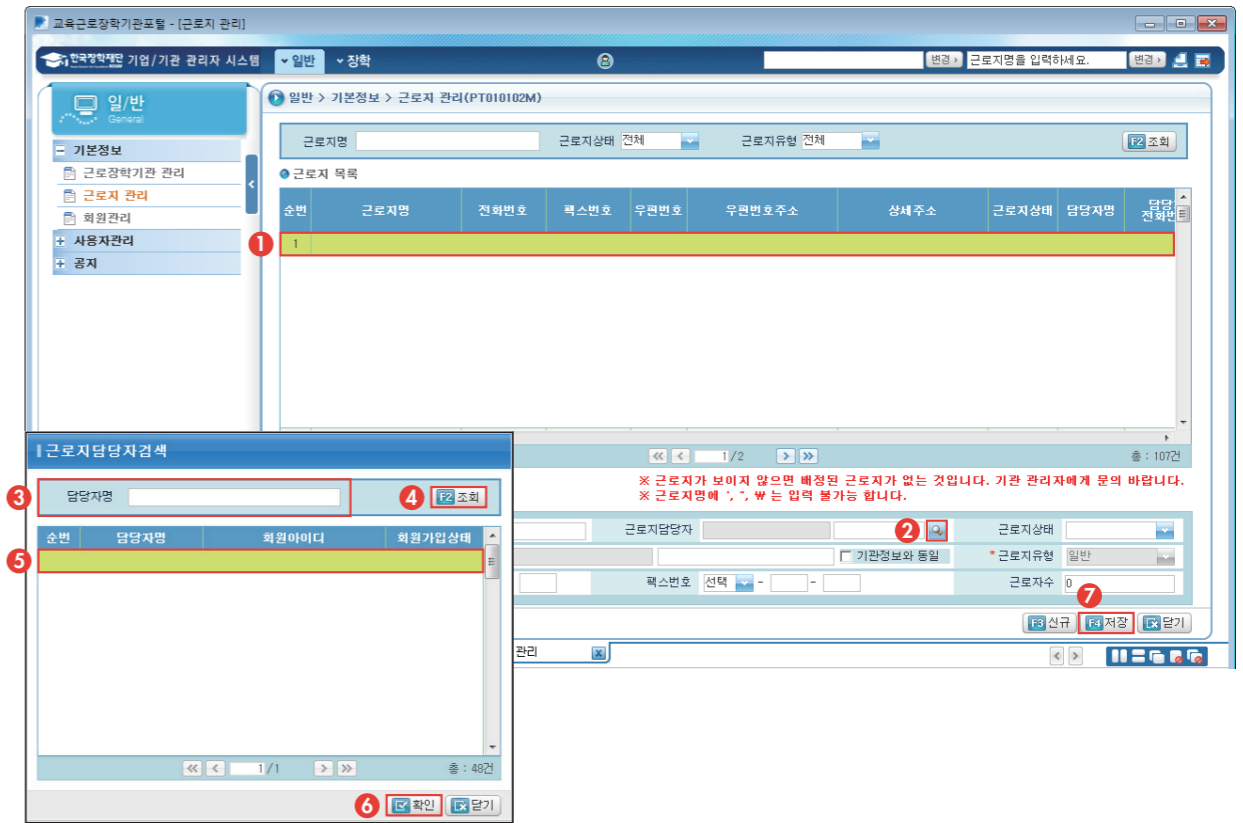 교육근로장학기관포털 - [근로지 관리]
한국장학재단 기업/기관 관리자 시스템 일반 장학 변경 근로지명을 입력하세요. 변경
일/반
General
일반 > 기본정보 > 근로지 관리(PT010102M)
기본정보
근로장학기관 관리
근로지 관리
회원관리
사용자관리
공지
근로지명 근로지상태 전체 근로지유형 전체 F2 조회
근로지 목록
순번 근로지명 전화번호 팩스번호 우편번호 우편번호주소 상세주소 근로지상태 담당자명 담당
전화번
1 1
1/2 총 : 107건
※ 근로지가 보이지 않으면 배정된 근로지가 없는 것입니다. 기관 관리자에게 문의 바랍니다.
※ 근로지명에 ', ", ₩ 는 입력 불가능 합니다.
근로지담당자 2 근로지상태
기관정보와 동일 * 근로지유형 일반
팩스번호 선택 - - 근로자수 0
7
F3 신규 F4 저장 닫기
관리
근로지담당자검색
3 담당자명 4 F2 조회
순번 담당자명 회원아이디 회원가입상태
5
1/1 총 : 48건
6 확인 닫기